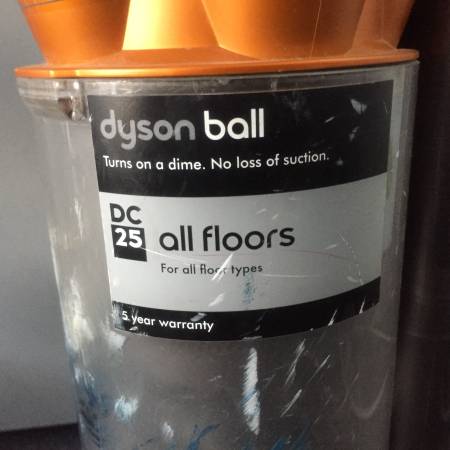 dyson ball
Turns on a dime. No loss of suction.
DC
25
all floors
For all floor types
5 year warranty